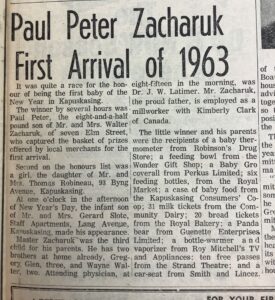 Paul Peter Zacharuk
First Arrival of 1963
It was quite a race for the hon-
our of being the first baby of the
New Year in Kapuskasing.
The winner by several hours was
Paul Peter, the eight-and-a-half
pound son of Mr. and Mrs. Walter
Zacharuk, of seven Elm Street,
who captured the basket of prizes
offered by local merchants for the
first arrival.
Second on the honours list was
a girl, the daughter of Mr. and
Mrs. Thomas Robineau, 93 Byng
Avenue, Kapuskasing.
At one o'clock in the afternoon
of New Year's Day, the infant son
of Mr. and Mrs. Gerard Slote,
Staff Apartments, Lang Avenue,
Kapuskasing, made his appearance.
Master Zacharuk was the third
child for his parents. He has two
brothers at home already, Greg-
ory Glen, three, and Wayne Wal-
ter, two. Attending physician,
eight-fifteen in the morning, was
Dr. J. W. Latimer. Mr. Zacharuk,
the proud father, is employed as a
millworker with Kimberly Clark
of Canada.
The little winner and his parents
were the recipients of a baby ther-
mometer from Robinson's Drug
Store; a feeding bowl from the
Wonder Gift Shop; a Baby Gro
coverall from Perkus Limited; six
feeding bottles, from the Royal
Market; a case of baby food from
the Kapuskasing Consumers' Co-
op; 31 milk tickets from the Com-
munity Dairy; 20 bread tickets
from the Royal Bakery; a Panda
bear from Guenette Enterprises
Limited; a bottle-warmer and
vaporizer from Roy Mitchell's TV
and Appliances; ten free passes
from the Strand Theatre; and a
car-seat from Smith and Lincz.